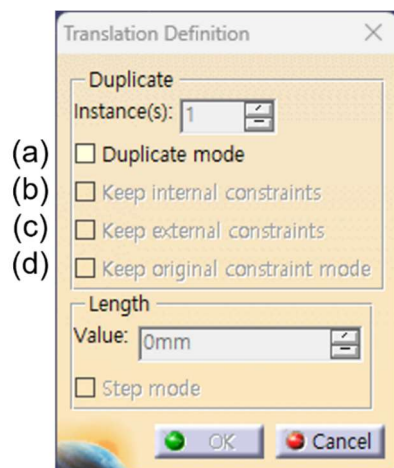 Translation Definition
Duplicate
Instance(s): 1
(a) Duplicate mode
(b) Keep internal constraints
(c) Keep external constraints
(d) Keep original constraint mode
Length
Value: 0mm
Step mode
OK Cancel